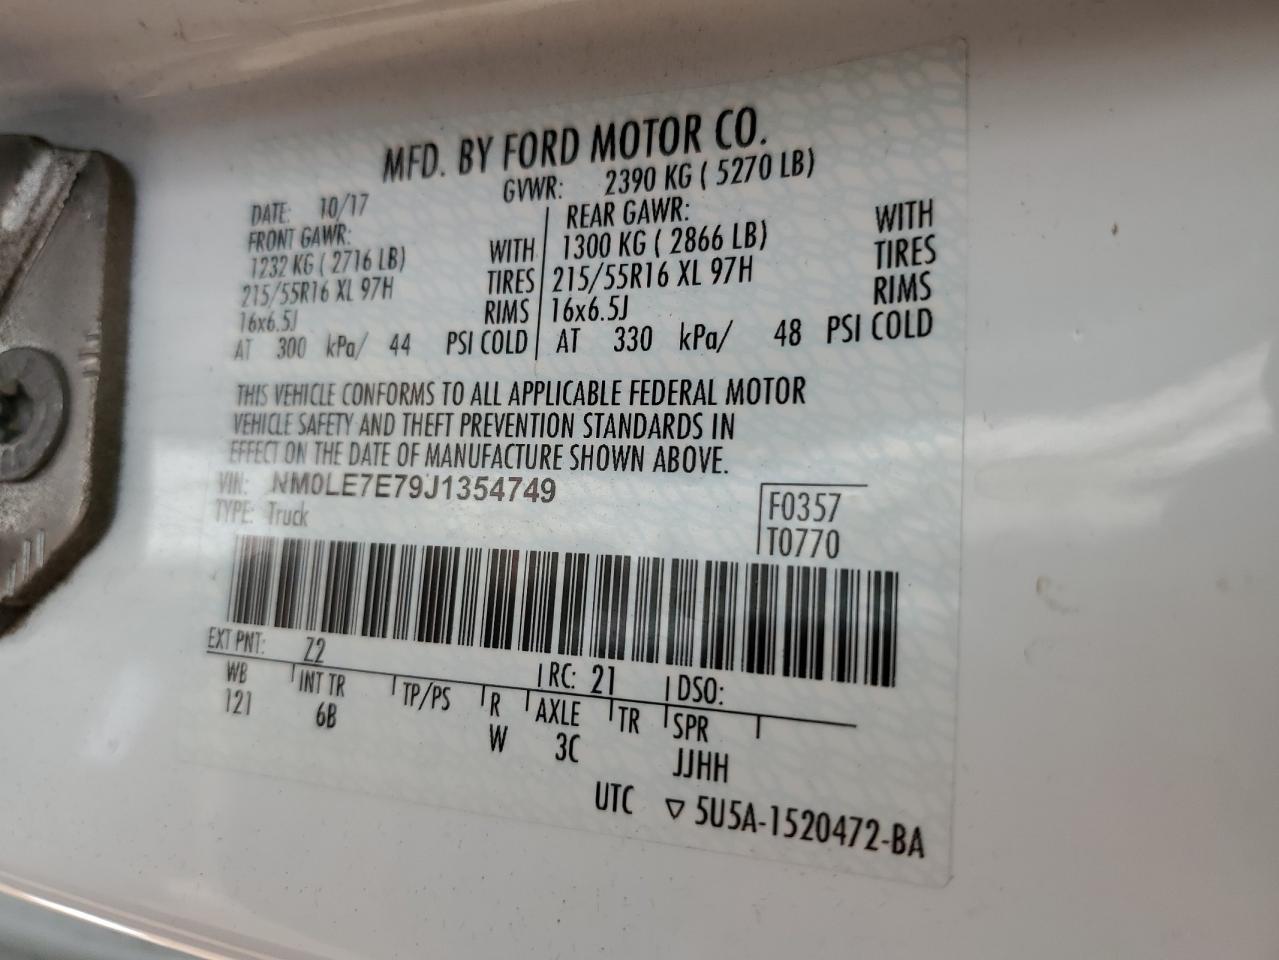 MFD. BY FORD MOTOR CO.
DATE: 10/17 GVWR: 2390 KG ( 5270 LB)
FRONT GAWR: REAR GAWR:
1232 KG ( 2716 LB) WITH 1300 KG ( 2866 LB) WITH
215/55R16 XL 97H TIRES 215/55R16 XL 97H TIRES
16x6.5J RIMS 16x6.5J RIMS
AT 300 kPa/ 44 PSI COLD AT 330 kPa/ 48 PSI COLD
THIS VEHICLE CONFORMS TO ALL APPLICABLE FEDERAL MOTOR
VEHICLE SAFETY AND THEFT PREVENTION STANDARDS IN
EFFECT ON THE DATE OF MANUFACTURE SHOWN ABOVE.
VIN: NM0LE7E79J1354749
TYPE: Truck
F0357
T0770
EXT PNT: Z2 RC: 21 DSO:
WB INT TR TP/PS R AXLE TR SPR
121 6B W 3C JJHH
UTC ▽ 5U5A-1520472-BA